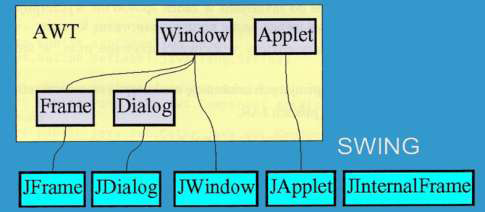 AWT
Window
Applet
Frame
Dialog
SWING
JFrame
JDialog
JWindow
JApplet
JInternalFrame